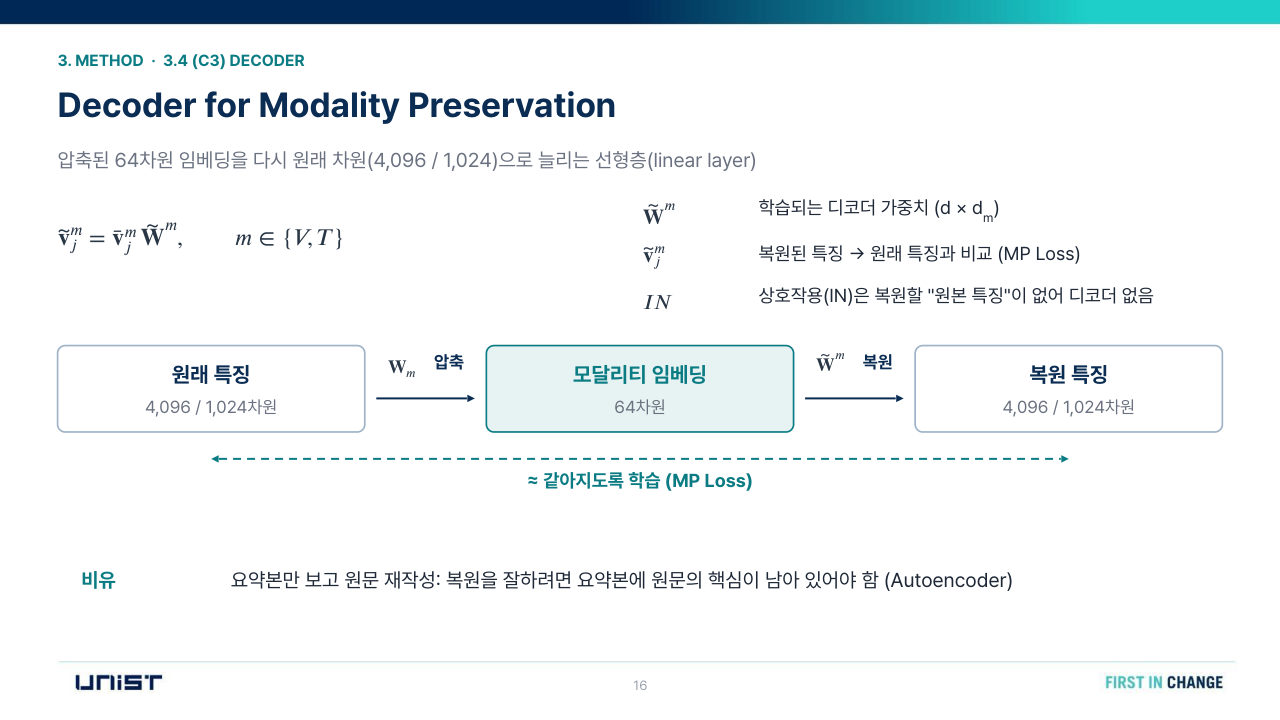 3. METHOD · 3.4 (C3) DECODER
Decoder for Modality Preservation
압축된 64차원 임베딩을 다시 원래 차원(4,096 / 1,024)으로 늘리는 선형층(linear layer)
ṽ_j^m = v̄_j^m W̃^m, m ∈ {V, T}
W̃^m 학습되는 디코더 가중치 (d × d_m)
ṽ_j^m 복원된 특징 → 원래 특징과 비교 (MP Loss)
IN 상호작용(IN)은 복원할 "원본 특징"이 없어 디코더 없음
원래 특징
4,096 / 1,024차원
W_m 압축
모달리티 임베딩
64차원
W̃^m 복원
복원 특징
4,096 / 1,024차원
≈ 같아지도록 학습 (MP Loss)
비유 요약본만 보고 원문 재작성: 복원을 잘하려면 요약본에 원문의 핵심이 남아 있어야 함 (Autoencoder)
UNIST
16
FIRST IN CHANGE